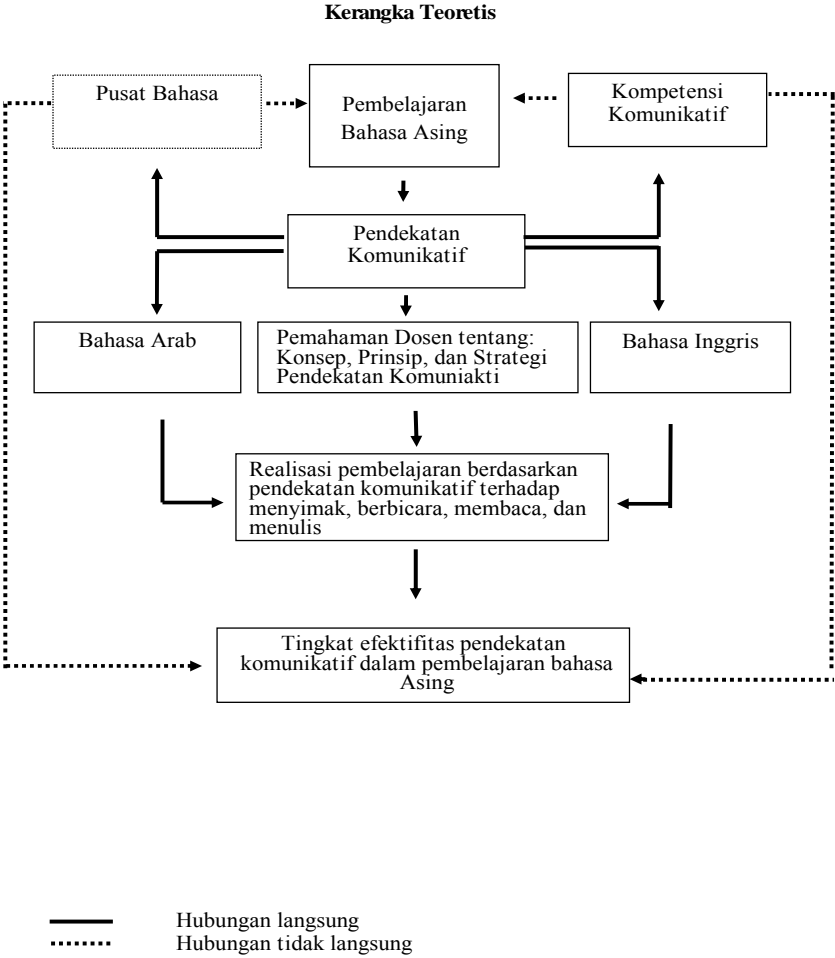 Kerangka Teoretis
Pusat Bahasa
Pembelajaran
Bahasa Asing
Kompetensi
Komunikatif
Pendekatan
Komunikatif
Bahasa Arab
Pemahaman Dosen tentang:
Konsep, Prinsip, dan Strategi
Pendekatan Komuniakti
Bahasa Inggris
Realisasi pembelajaran berdasarkan
pendekatan komunikatif terhadap
menyimak, berbicara, membaca, dan
menulis
Tingkat efektifitas pendekatan
komunikatif dalam pembelajaran bahasa
Asing
Hubungan langsung
Hubungan tidak langsung